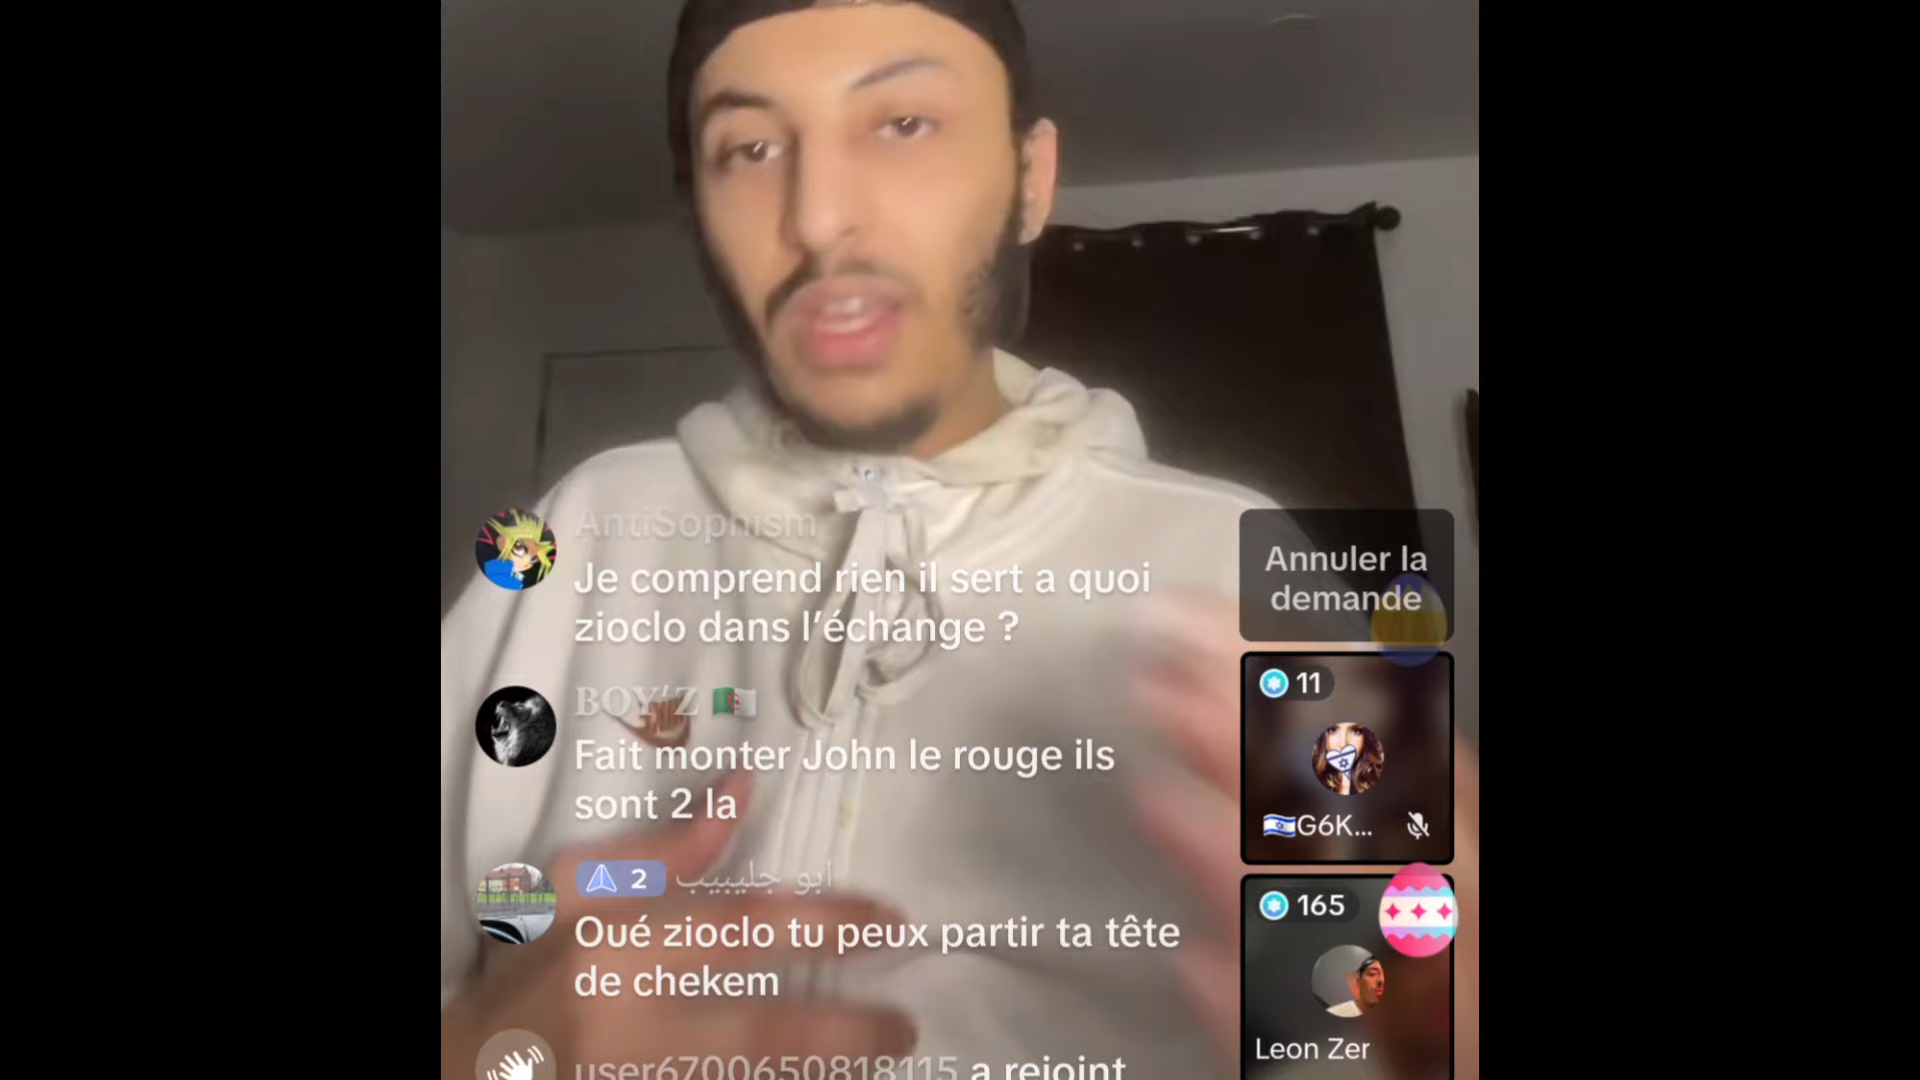 AntiSophism
Je comprend rien il sert a quoi
zioclo dans l’échange ?
BOY'Z
Fait monter John le rouge ils
sont 2 la
2 ابو جليبيب
Oué zioclo tu peux partir ta tête
de chekem
user6700650818115 a rejoint
Annuler la
demande
11
G6K...
165
Leon Zer